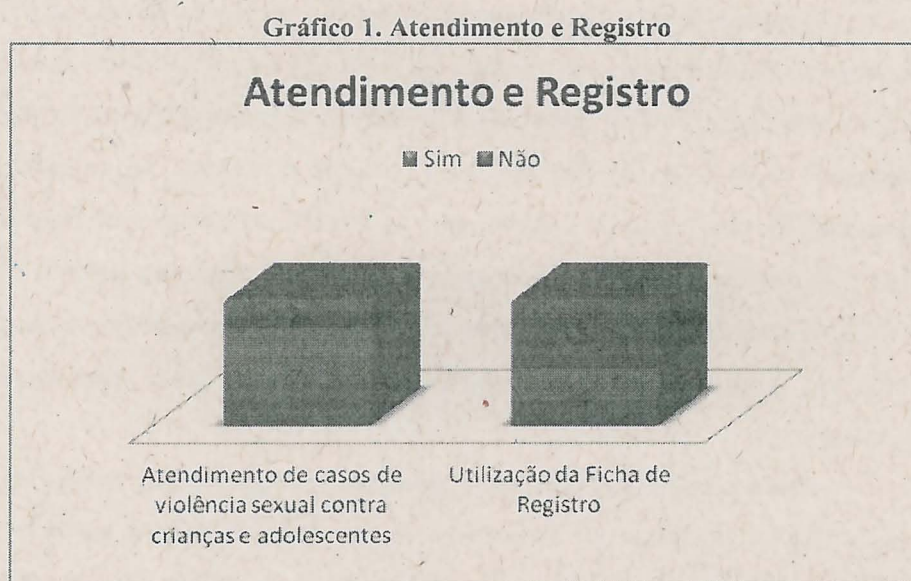 Gráfico 1. Atendimento e Registro
Atendimento e Registro
Sim Não
Atendimento de casos de
violência sexual contra
crianças e adolescentes
Utilização da Ficha de
Registro